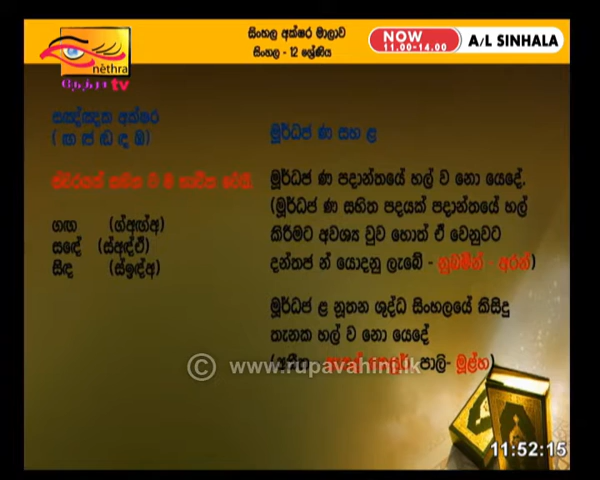 සිංහල අක්ෂර මාලාව
සිංහල - 12 ශ්‍රේණිය
NOW
11.00-14.00
A/L SINHALA
nethra
நேத்ரா tv
සඤ්ඤක අක්ෂර
( ඟ ඦ ඬ ඳ ඹ )
ගඟ (ග්අඟ්අ)
සඳේ (ස්අඳ්ඒ)
සිඳ (ස්ඉඳ්අ)
මූර්ධජ ණ සහ ළ
මූර්ධජ ණ පදාන්තයේ හල් ව නො යෙදේ.
(මූර්ධජ ණ සහිත පදයක් පදාන්තයේ හල්
කිරීමට අවශ්‍ය වුව හොත් ඒ වෙනුවට
දන්තජ න් යොදනු ලැබේ - හුබමින් - අරන්)
මූර්ධජ ළ නූතන ශුද්ධ සිංහලයේ කිසිදු
තැනක හල් ව නො යෙදේ
පාලි- මූල්හ)
© www.rupavahini.lk
11:52:15